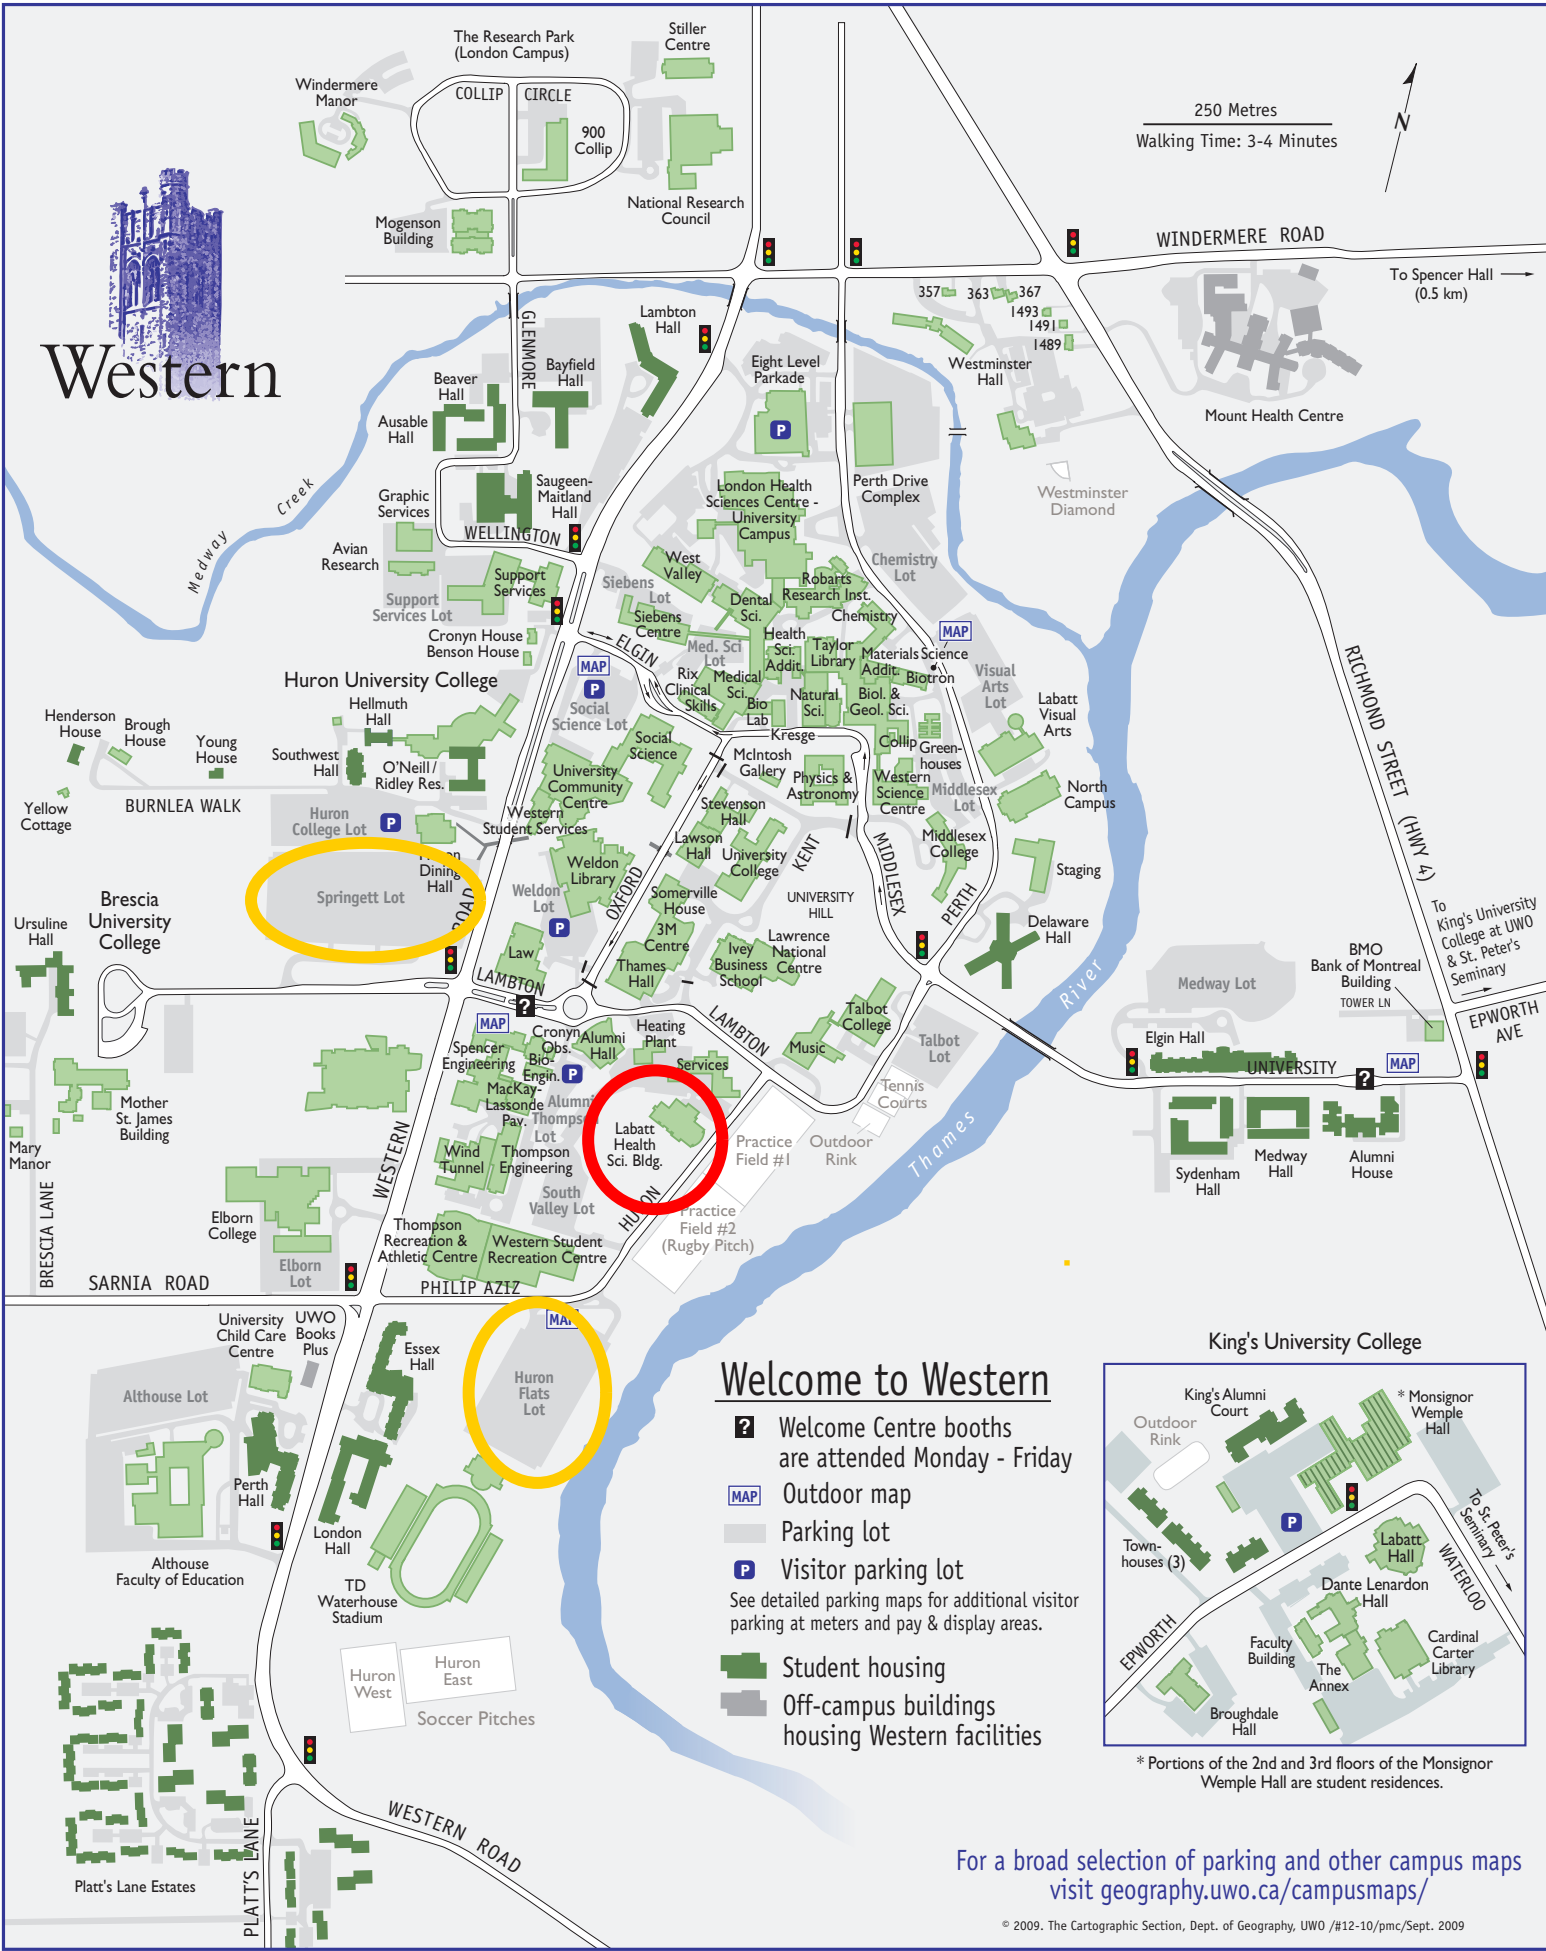 The Research Park
(London Campus)
Stiller
Centre
Windermere
Manor
COLLIP
CIRCLE
900
Collip
National Research
Council
Mogenson
Building
250 Metres
Walking Time: 3-4 Minutes
N
Western
WINDERMERE ROAD
To Spencer Hall
(0.5 km)
357
363
367
1493
1491
1489
Westminster
Hall
Mount Health Centre
Westminster
Diamond
GLENMORE
Lambton
Hall
Bayfield
Hall
Beaver
Hall
Ausable
Hall
Eight Level
Parkade
P
Perth Drive
Complex
Medway
Creek
Graphic
Services
Saugeen-
Maitland
Hall
WELLINGTON
Avian
Research
Support
Services
Support
Services Lot
Cronyn House
Benson House
London Health
Sciences Centre -
University
Campus
West
Valley
Siebens
Lot
Siebens
Centre
Dental
Sci.
Robarts
Research Inst.
Chemistry
Chemistry
Lot
MAP
ELGIN
Med. Sci
Lot
Health
Sci.
Addit.
Taylor
Library
Materials Science
Addit.
Biotron
Rix
Clinical
Skills
Medical
Sci.
Bio
Lab
Natural
Sci.
Biol. &
Geol. Sci.
Kresge
Collip
Green-
houses
Visual
Arts
Lot
Labatt
Visual
Arts
MAP
P
Social
Science Lot
Social
Science
Huron University College
Hellmuth
Hall
Henderson
House
Brough
House
Young
House
Southwest
Hall
O'Neill/
Ridley Res.
Yellow
Cottage
BURNLEA WALK
Huron
College Lot
P
Dining
Hall
Springett Lot
University
Community
Centre
Western
Student Services
McIntosh
Gallery
Physics &
Astronomy
Western
Science
Centre
Middlesex
Lot
North
Campus
Stevenson
Hall
Lawson
Hall
University
College
KENT
MIDDLESEX
Middlesex
College
Staging
Weldon
Library
Weldon
Lot
P
OXFORD
Somerville
House
3M
Centre
Thames
Hall
UNIVERSITY
HILL
Ivey
Business
School
Lawrence
National
Centre
PERTH
Delaware
Hall
Brescia
University
College
Ursuline
Hall
ROAD
Law
LAMBTON
?
MAP
LAMBTON
Talbot
College
Talbot
Lot
Music
River
RICHMOND STREET (HWY 4)
To
King's University
College at UWO
& St. Peter's
Seminary
BMO
Bank of Montreal
Building
TOWER LN
EPWORTH
AVE
Medway Lot
Elgin Hall
UNIVERSITY
?
MAP
Sydenham
Hall
Medway
Hall
Alumni
House
Spencer
Engineering
Cronyn
Obs.
Bio-
Engin.
Alumni
Hall
Heating
Plant
Services
P
MacKay-
Lassonde
Pav.
Alumni
Thompson
Lot
Wind
Tunnel
Thompson
Engineering
Labatt
Health
Sci. Bldg.
South
Valley Lot
HURON
Practice
Field #1
Outdoor
Rink
Tennis
Courts
Thames
Practice
Field #2
(Rugby Pitch)
Mother
St. James
Building
Mary
Manor
BRESCIA LANE
WESTERN
Elborn
College
Elborn
Lot
Thompson
Recreation &
Athletic Centre
Western Student
Recreation Centre
SARNIA ROAD
PHILIP AZIZ
MAP
University
Child Care
Centre
UWO
Books
Plus
Essex
Hall
Huron
Flats
Lot
Althouse Lot
Perth
Hall
London
Hall
Althouse
Faculty of Education
TD
Waterhouse
Stadium
Huron
West
Huron
East
Soccer Pitches
WESTERN ROAD
PLATT'S LANE
Platt's Lane Estates
Welcome to Western
? Welcome Centre booths
are attended Monday - Friday
MAP Outdoor map
Parking lot
P Visitor parking lot
See detailed parking maps for additional visitor
parking at meters and pay & display areas.
Student housing
Off-campus buildings
housing Western facilities
King's University College
King's Alumni
Court
* Monsignor
Wemple
Hall
Outdoor
Rink
To St. Peter's
Seminary
P
Town-
houses (3)
Labatt
Hall
WATERLOO
Dante Lenardon
Hall
EPWORTH
Faculty
Building
The
Annex
Cardinal
Carter
Library
Broughdale
Hall
* Portions of the 2nd and 3rd floors of the Monsignor
Wemple Hall are student residences.
For a broad selection of parking and other campus maps
visit geography.uwo.ca/campusmaps/
© 2009. The Cartographic Section, Dept. of Geography, UWO /#12-10/pmc/Sept. 2009